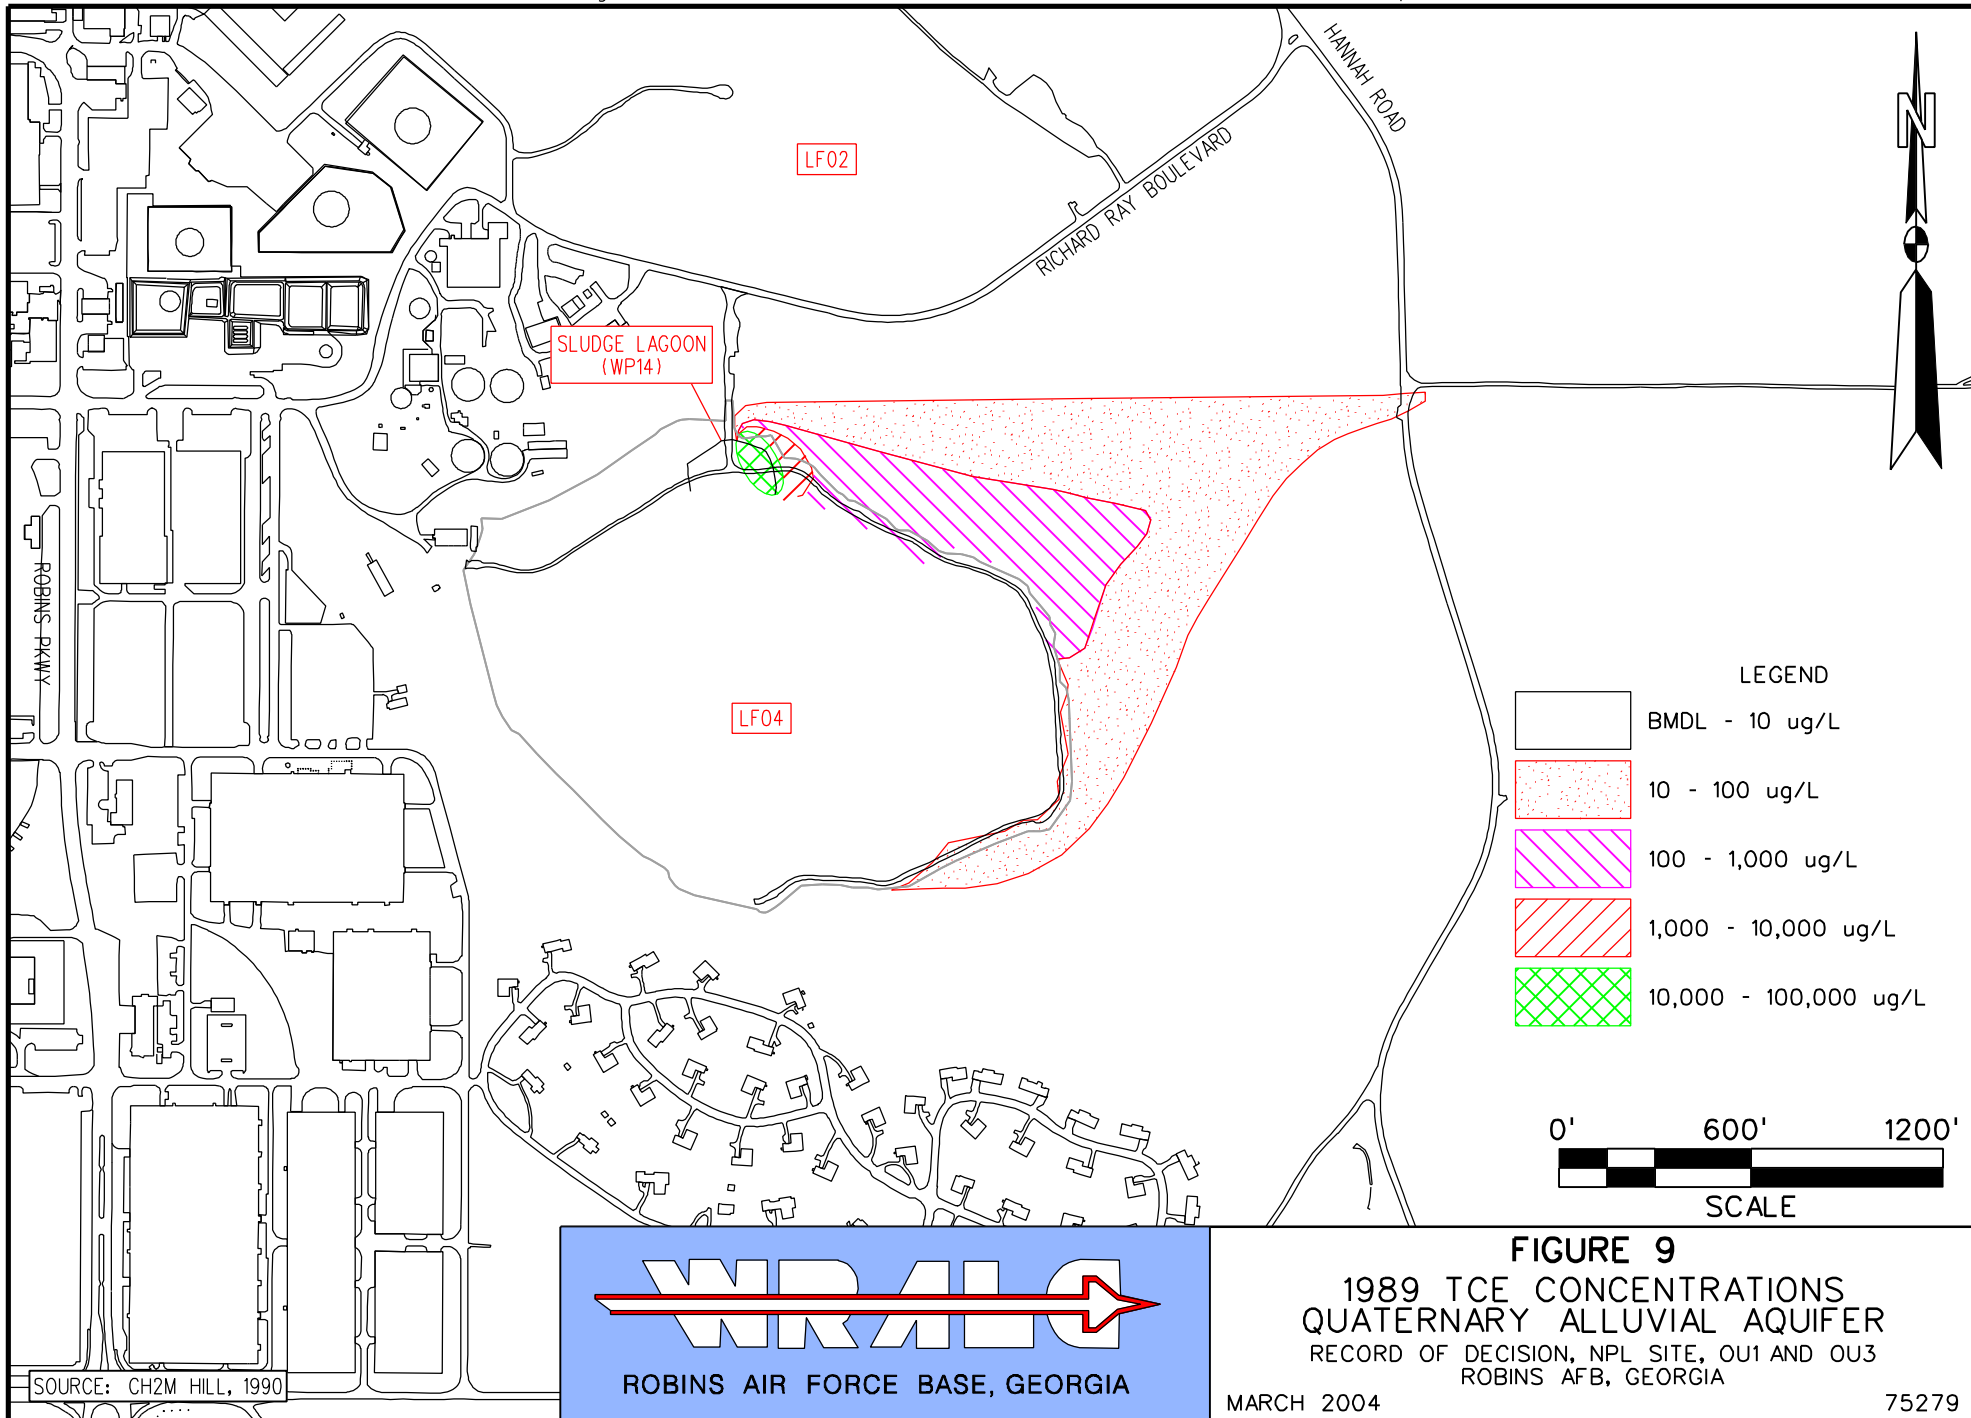 HANNAH ROAD
N
LF02
RICHARD RAY BOULEVARD
SLUDGE LAGOON
(WP14)
ROBINS PKWY
LF04
LEGEND
BMDL - 10 ug/L
10 - 100 ug/L
100 - 1,000 ug/L
1,000 - 10,000 ug/L
10,000 - 100,000 ug/L
0' 600' 1200'
SCALE
WRALC
ROBINS AIR FORCE BASE, GEORGIA
SOURCE: CH2M HILL, 1990
FIGURE 9
1989 TCE CONCENTRATIONS
QUATERNARY ALLUVIAL AQUIFER
RECORD OF DECISION, NPL SITE, OU1 AND OU3
ROBINS AFB, GEORGIA
MARCH 2004 75279